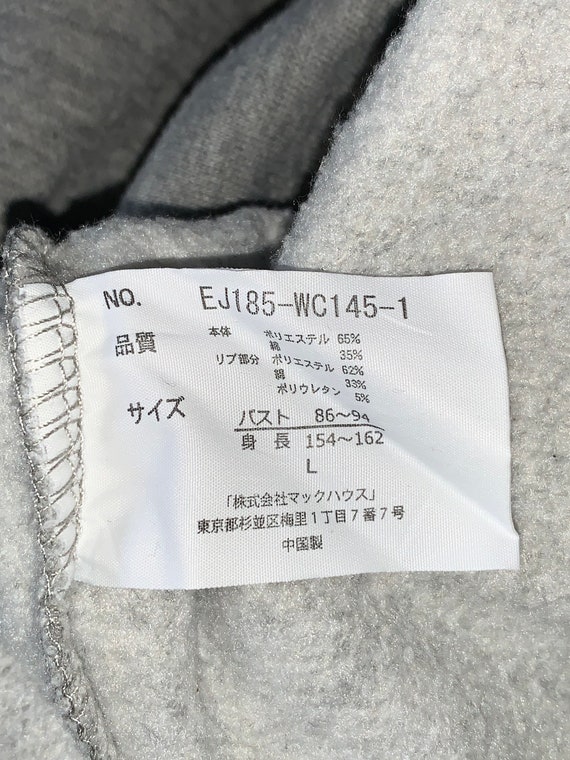 NO. EJ185-WC145-1
品質 本体 ポリエステル 65%
綿 35%
リブ部分 ポリエステル 62%
綿 33%
ポリウレタン 5%
サイズ バスト 86～94
身長 154～162
L
「株式会社マックハウス」
東京都杉並区梅里1丁目7番7号
中国製